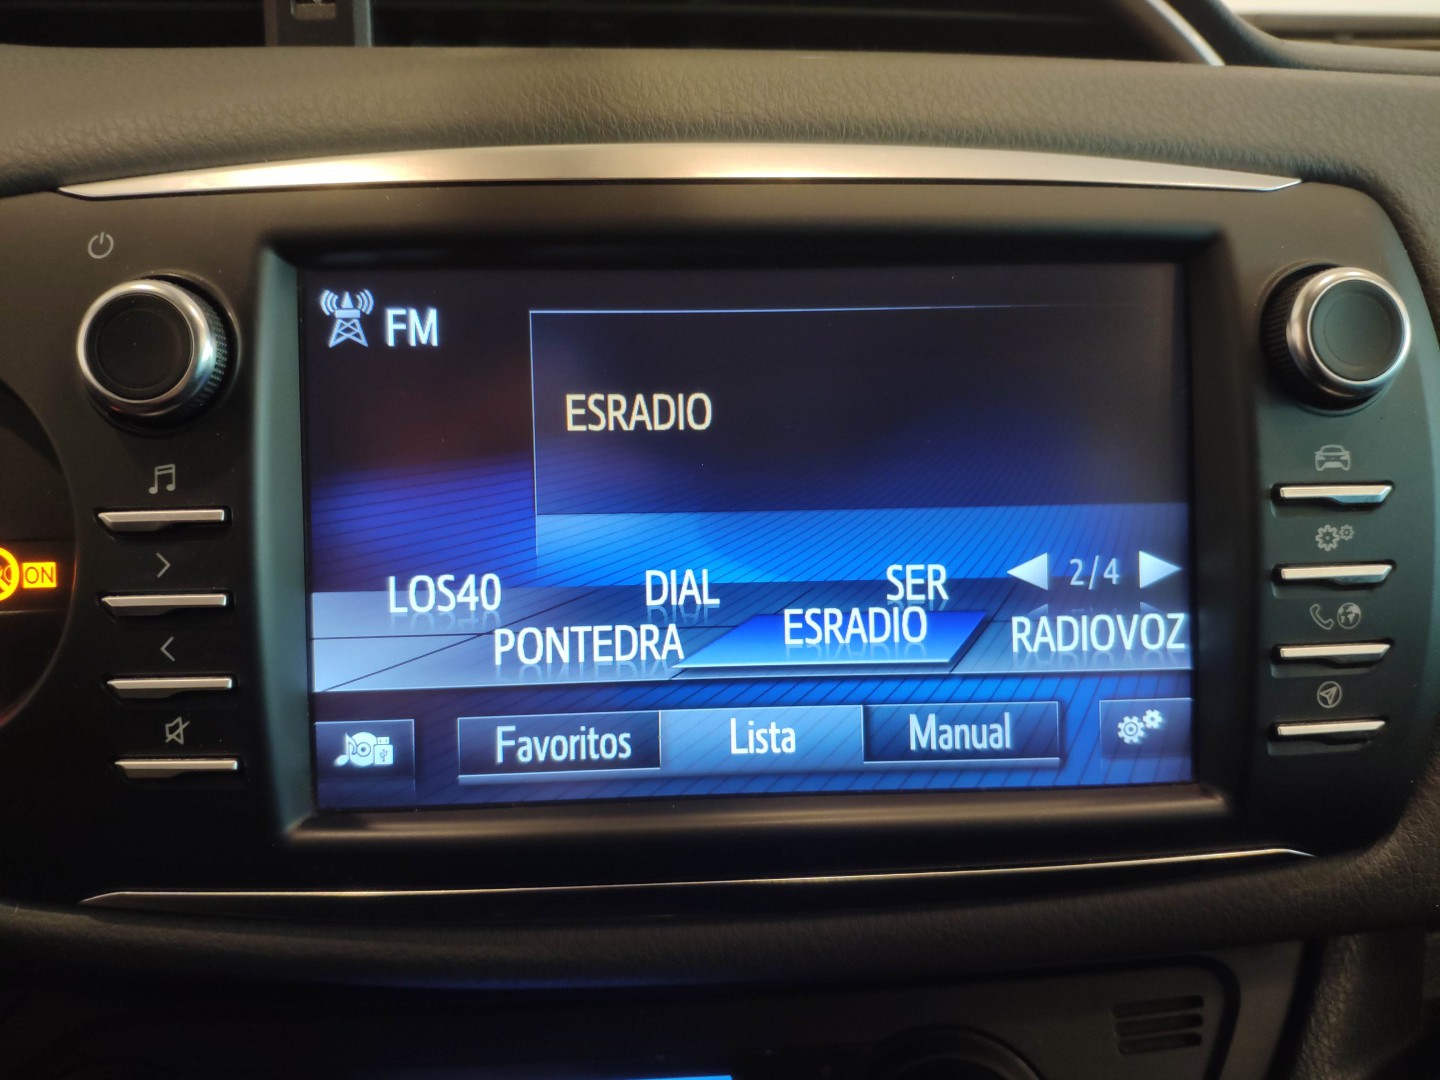 FM
ESRADIO
LOS40 DIAL SER 2/4
PONTEDRA ESRADIO RADIOVOZ
Favoritos Lista Manual
ON